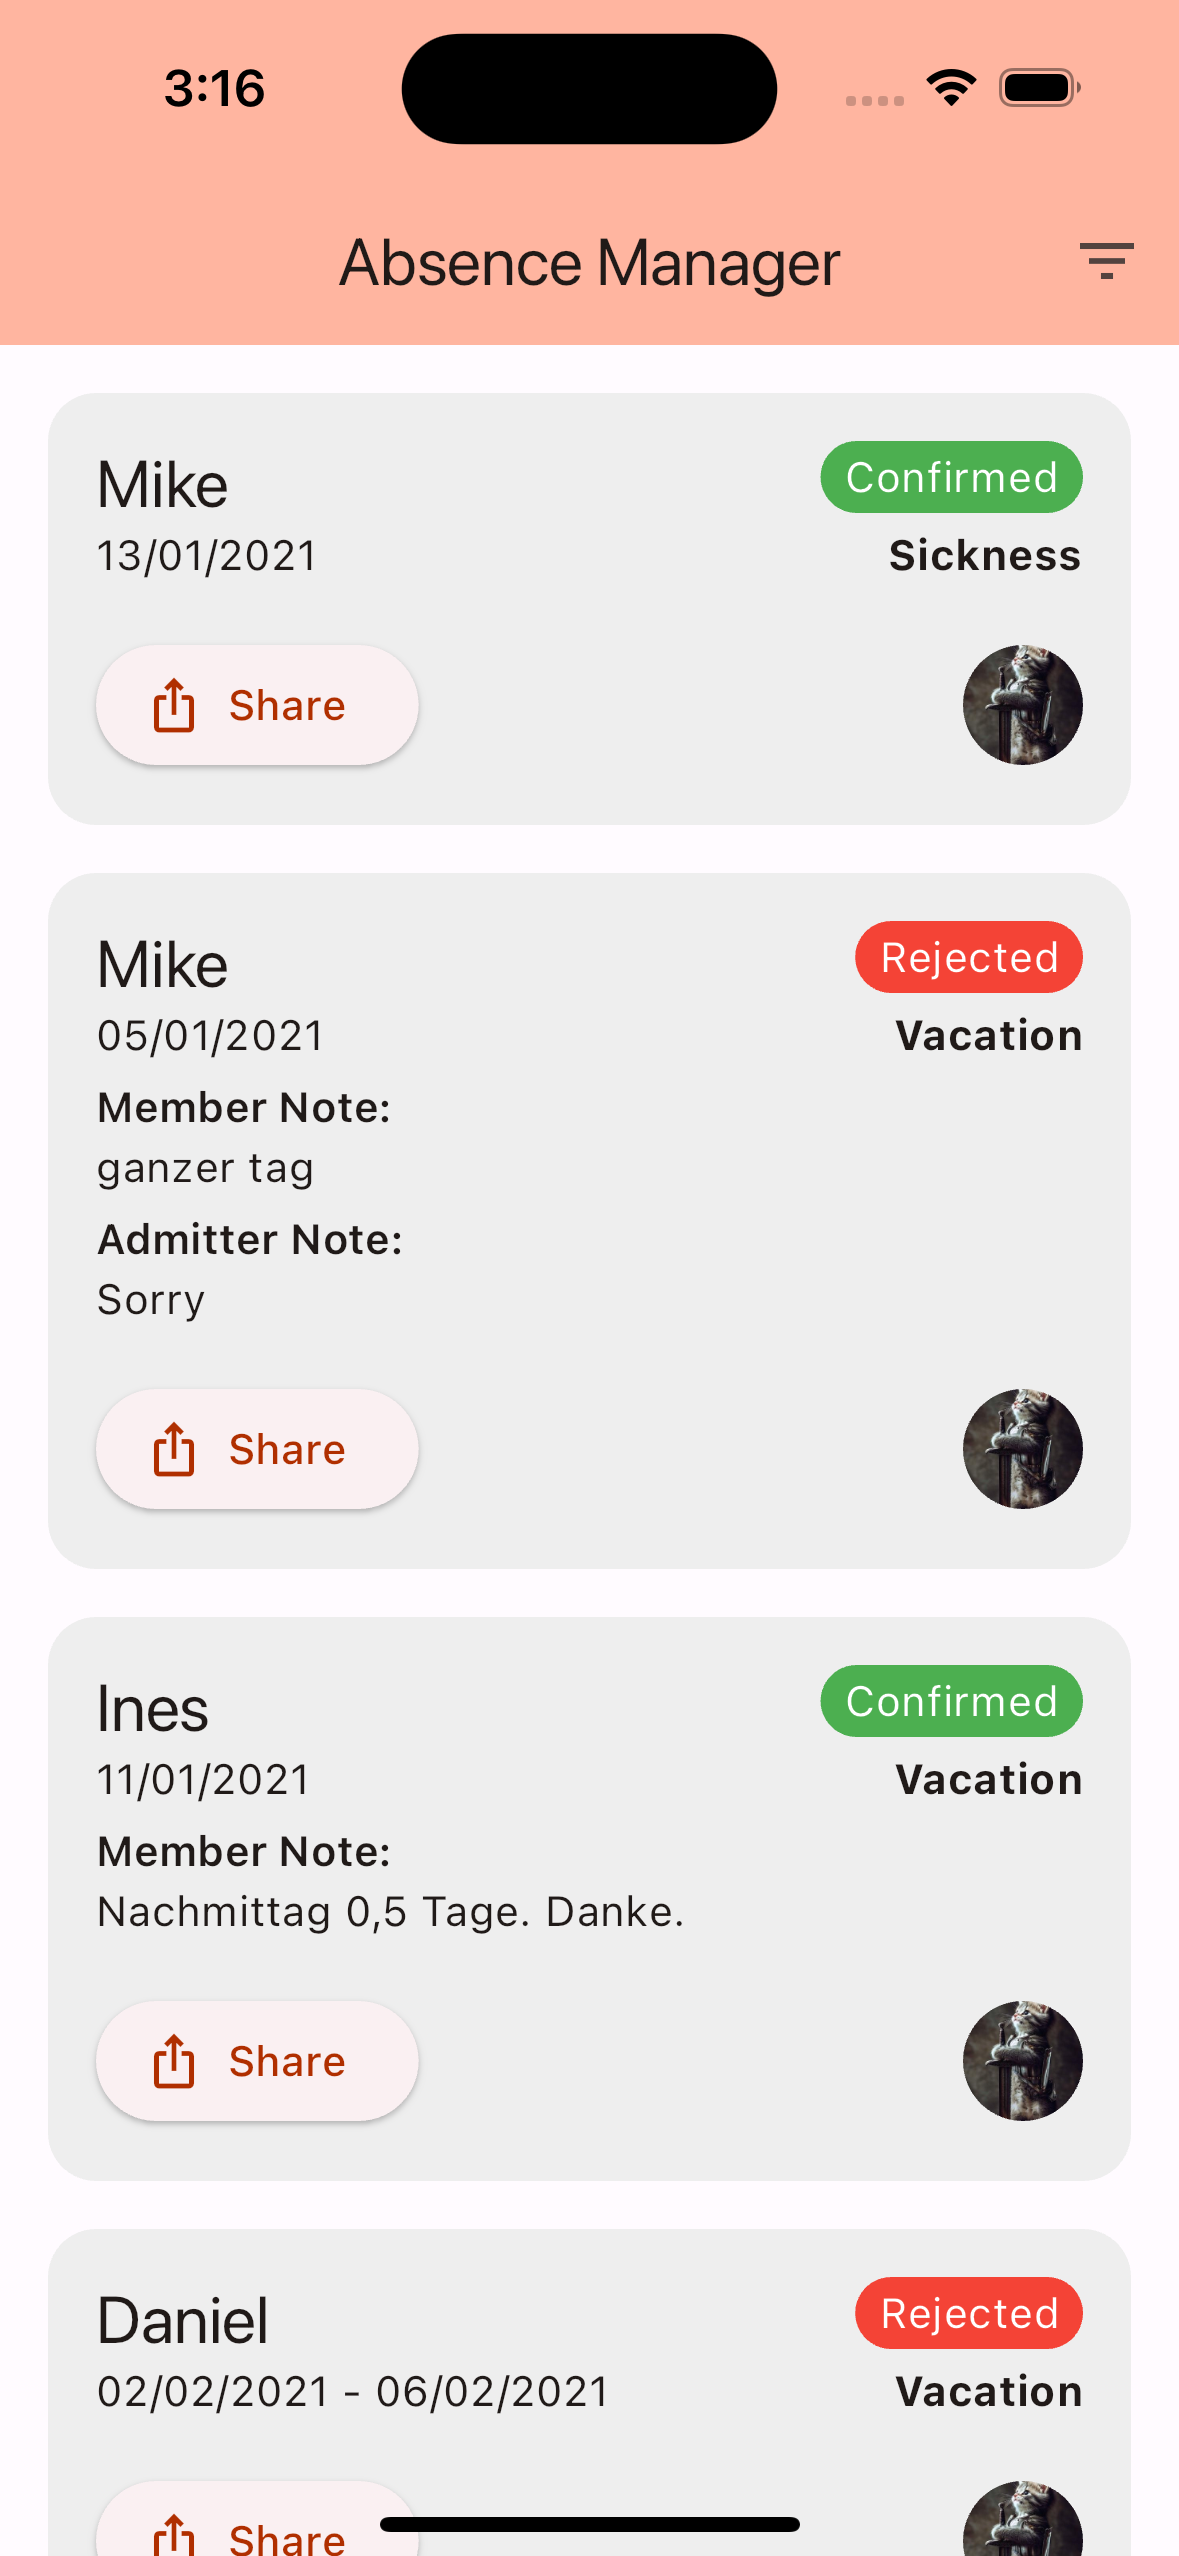 3:16
Absence Manager
Mike
Confirmed
13/01/2021
Sickness
Share
Mike
Rejected
05/01/2021
Vacation
Member Note:
ganzer tag
Admitter Note:
Sorry
Share
Ines
Confirmed
11/01/2021
Vacation
Member Note:
Nachmittag 0,5 Tage. Danke.
Share
Daniel
Rejected
02/02/2021 - 06/02/2021
Vacation
Share